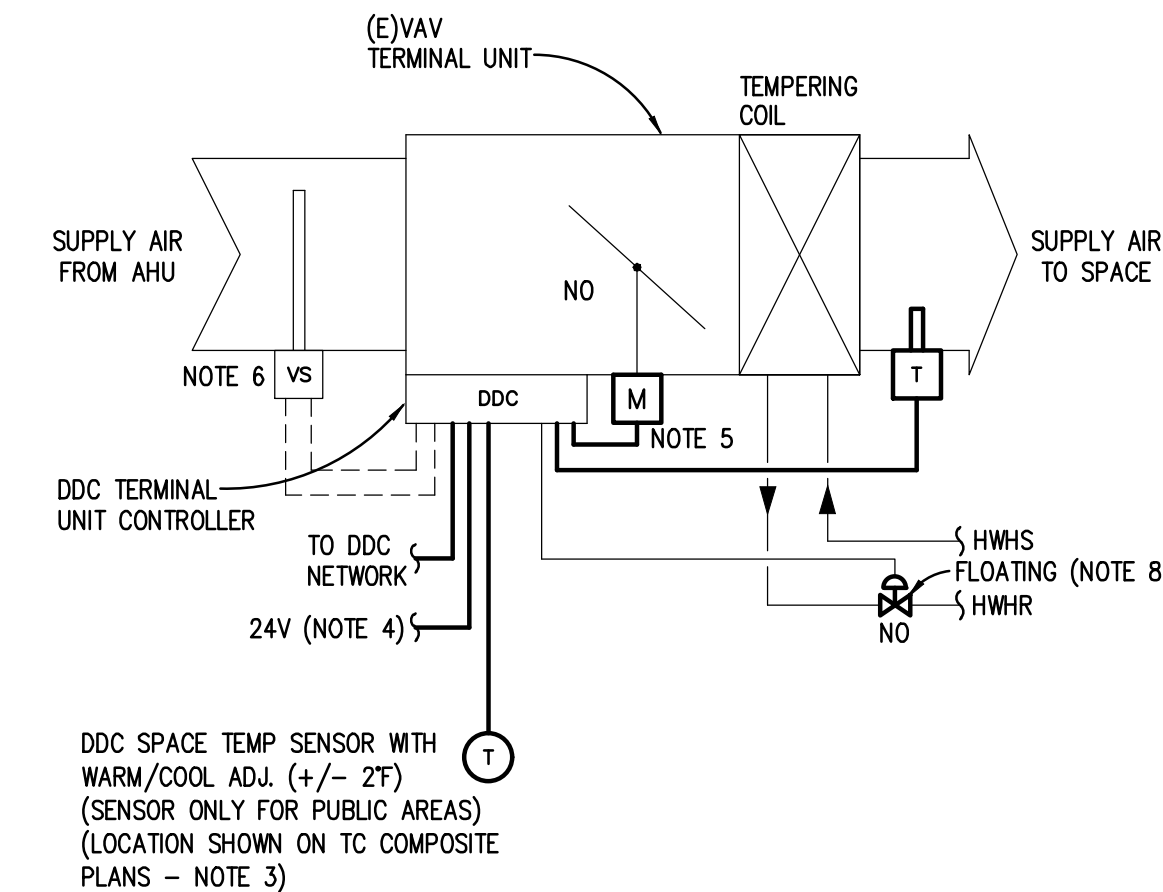 (E)VAV
TERMINAL UNIT
TEMPERING
COIL
SUPPLY AIR
FROM AHU
NO
SUPPLY AIR
TO SPACE
NOTE 6
VS
DDC
M
T
NOTE 5
DDC TERMINAL
UNIT CONTROLLER
TO DDC
NETWORK
HWHS
FLOATING (NOTE 8
HWHR
NO
24V (NOTE 4)
T
DDC SPACE TEMP SENSOR WITH
WARM/COOL ADJ. (+/- 2°F)
(SENSOR ONLY FOR PUBLIC AREAS)
(LOCATION SHOWN ON TC COMPOSITE
PLANS - NOTE 3)